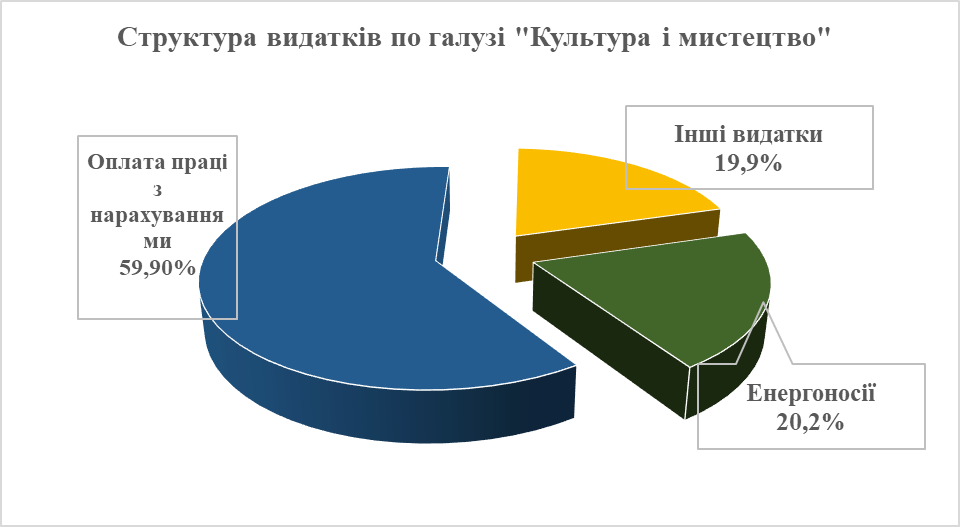 Структура видатків по галузі "Культура і мистецтво"
Оплата праці
з
нарахування
ми
59,90%
Інші видатки
19,9%
Енергоносії
20,2%